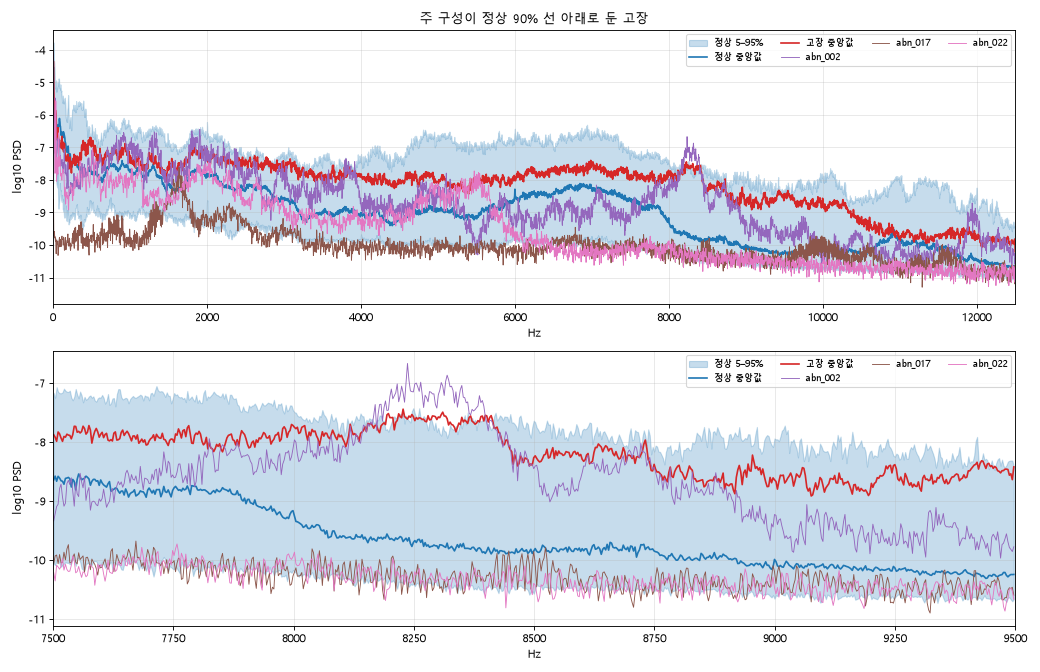 주 구성이 정상 90% 선 아래로 둔 고장
정상 5–95%
정상 중앙값
고장 중앙값
abn_002
abn_017
abn_022
log10 PSD
-4
-5
-6
-7
-8
-9
-10
-11
0 2000 4000 6000 8000 10000 12000
Hz
정상 5–95%
정상 중앙값
고장 중앙값
abn_002
abn_017
abn_022
log10 PSD
-7
-8
-9
-10
-11
7500 7750 8000 8250 8500 8750 9000 9250 9500
Hz